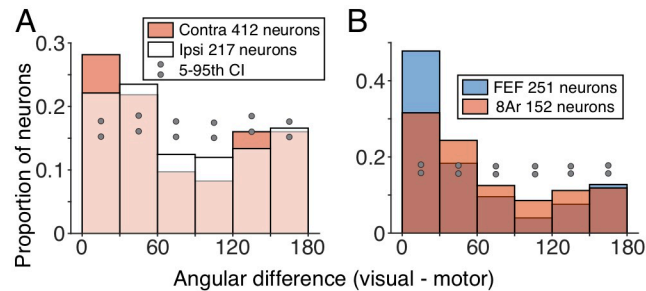 A
B
Contra 412 neurons
Ipsi 217 neurons
5-95th CI
FEF 251 neurons
8Ar 152 neurons
Proportion of neurons
0.3
0.2
0.1
0
0.4
0.2
0
0 60 120 180
0 60 120 180
Angular difference (visual - motor)